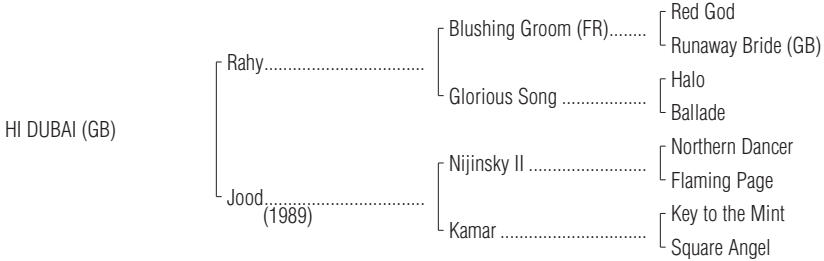 Red God
Blushing Groom (FR)........
Runaway Bride (GB)
Rahy..................................
Halo
Glorious Song ..................
Ballade
HI DUBAI (GB)
Northern Dancer
Nijinsky II .........................
Flaming Page
Jood..................................
(1989)
Key to the Mint
Kamar ...............................
Square Angel